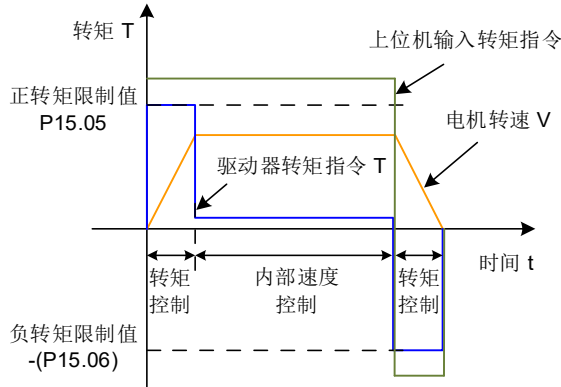 转矩 T
上位机输入转矩指令
正转矩限制值
P15.05
电机转速 V
驱动器转矩指令 T
时间 t
转矩
控制
内部速度
控制
转矩
控制
负转矩限制值
-(P15.06)